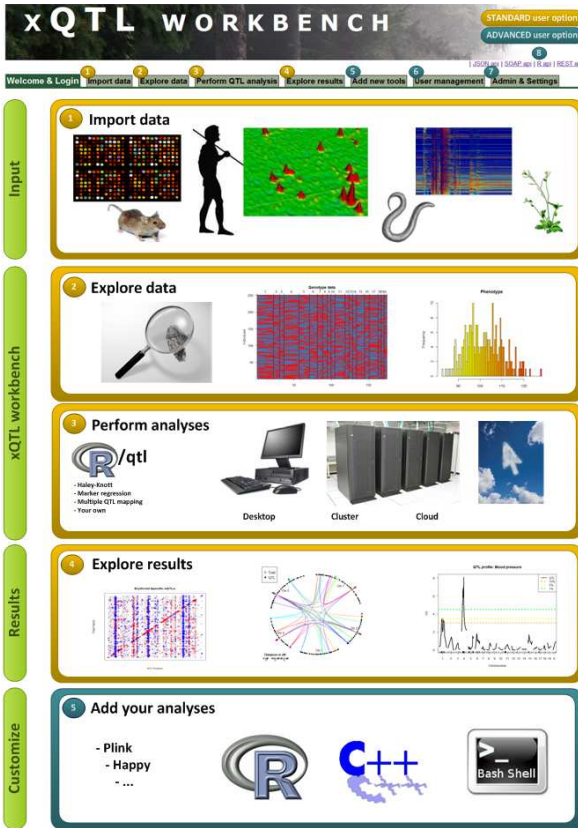 xQTL WORKBENCH
STANDARD user option
ADVANCED user option
8
| JSON api | SOAP api | R api | REST a
1 2 3 4 5 6 7
Welcome & Login Import data Explore data Perform QTL analysis Explore results Add new tools User management Admin & Settings
Input
1 Import data
xQTL workbench
2 Explore data
Phenotype
3 Perform analyses
R/qtl
- Haley-Knott
- Marker regression
- Multiple QTL mapping
- Your own
Desktop
Cluster
Cloud
Results
4 Explore results
QTL profile: Blood pressure
Customize
5 Add your analyses
- Plink
- Happy
- ...
R
C++
>_
Bash Shell